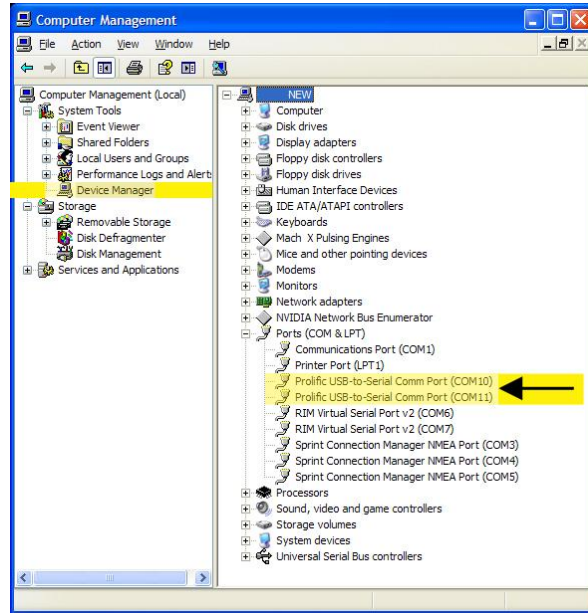 Computer Management
File Action View Window Help
Computer Management (Local)
System Tools
Event Viewer
Shared Folders
Local Users and Groups
Performance Logs and Alerts
Device Manager
Storage
Removable Storage
Disk Defragmenter
Disk Management
Services and Applications
NEW
Computer
Disk drives
Display adapters
Floppy disk controllers
Floppy disk drives
Human Interface Devices
IDE ATA/ATAPI controllers
Keyboards
Mach X Pulsing Engines
Mice and other pointing devices
Modems
Monitors
Network adapters
NVIDIA Network Bus Enumerator
Ports (COM & LPT)
Communications Port (COM1)
Printer Port (LPT1)
Prolific USB-to-Serial Comm Port (COM10)
Prolific USB-to-Serial Comm Port (COM11)
RIM Virtual Serial Port v2 (COM6)
RIM Virtual Serial Port v2 (COM7)
Sprint Connection Manager NMEA Port (COM3)
Sprint Connection Manager NMEA Port (COM4)
Sprint Connection Manager NMEA Port (COM5)
Processors
Sound, video and game controllers
Storage volumes
System devices
Universal Serial Bus controllers